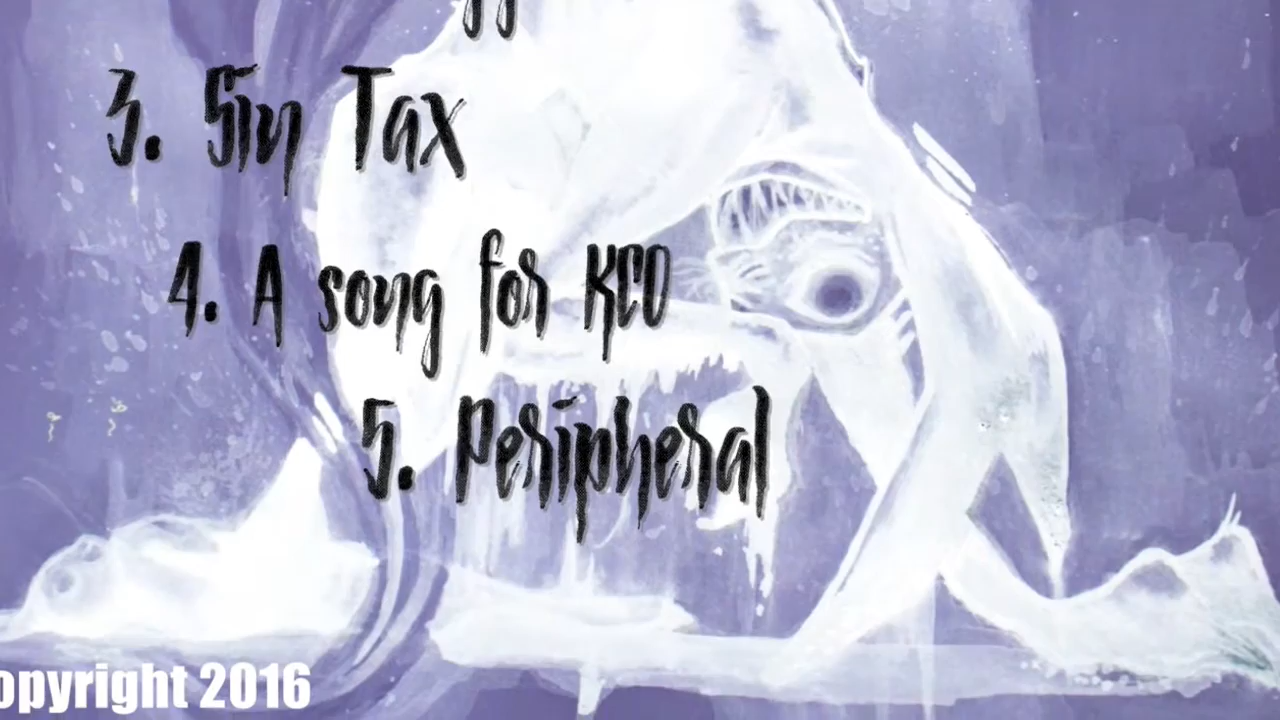 3. Sin Tax
4. A song for KCO
5. Peripheral
opyright 2016